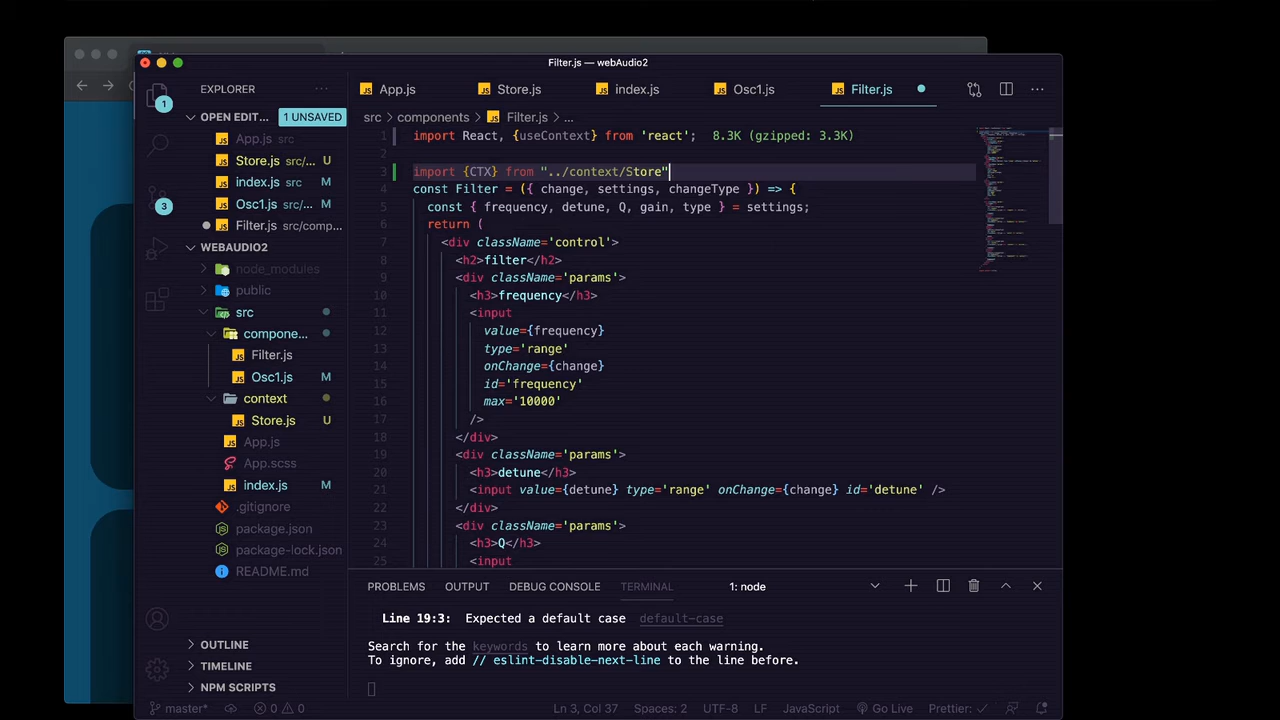 Filter.js — webAudio2
EXPLORER
App.js
Store.js
index.js
Osc1.js
Filter.js
OPEN EDIT... 1 UNSAVED
App.js src
Store.js src/... U
index.js src M
Osc1.js src/... M
Filter.js src/comp...
WEBAUDIO2
node_modules
public
src
compone...
Filter.js
Osc1.js M
context
Store.js U
App.js
App.scss
index.js M
.gitignore
package.json
package-lock.json
README.md
OUTLINE
TIMELINE
NPM SCRIPTS
1
3
src > components > Filter.js > ...
1 import React, {useContext} from 'react'; 8.3K (gzipped: 3.3K)
2
3 import {CTX} from "../context/Store"
4 const Filter = ({ change, settings, changeType }) => {
5 const { frequency, detune, Q, gain, type } = settings;
6 return (
7 <div className='control'>
8 <h2>filter</h2>
9 <div className='params'>
10 <h3>frequency</h3>
11 <input
12 value={frequency}
13 type='range'
14 onChange={change}
15 id='frequency'
16 max='10000'
17 />
18 </div>
19 <div className='params'>
20 <h3>detune</h3>
21 <input value={detune} type='range' onChange={change} id='detune' />
22 </div>
23 <div className='params'>
24 <h3>Q</h3>
25 <input
PROBLEMS OUTPUT DEBUG CONSOLE TERMINAL 1: node
Line 19:3: Expected a default case default-case
Search for the keywords to learn more about each warning.
To ignore, add // eslint-disable-next-line to the line before.
master* 0 0 Ln 3, Col 37 Spaces: 2 UTF-8 LF JavaScript Go Live Prettier: ✓